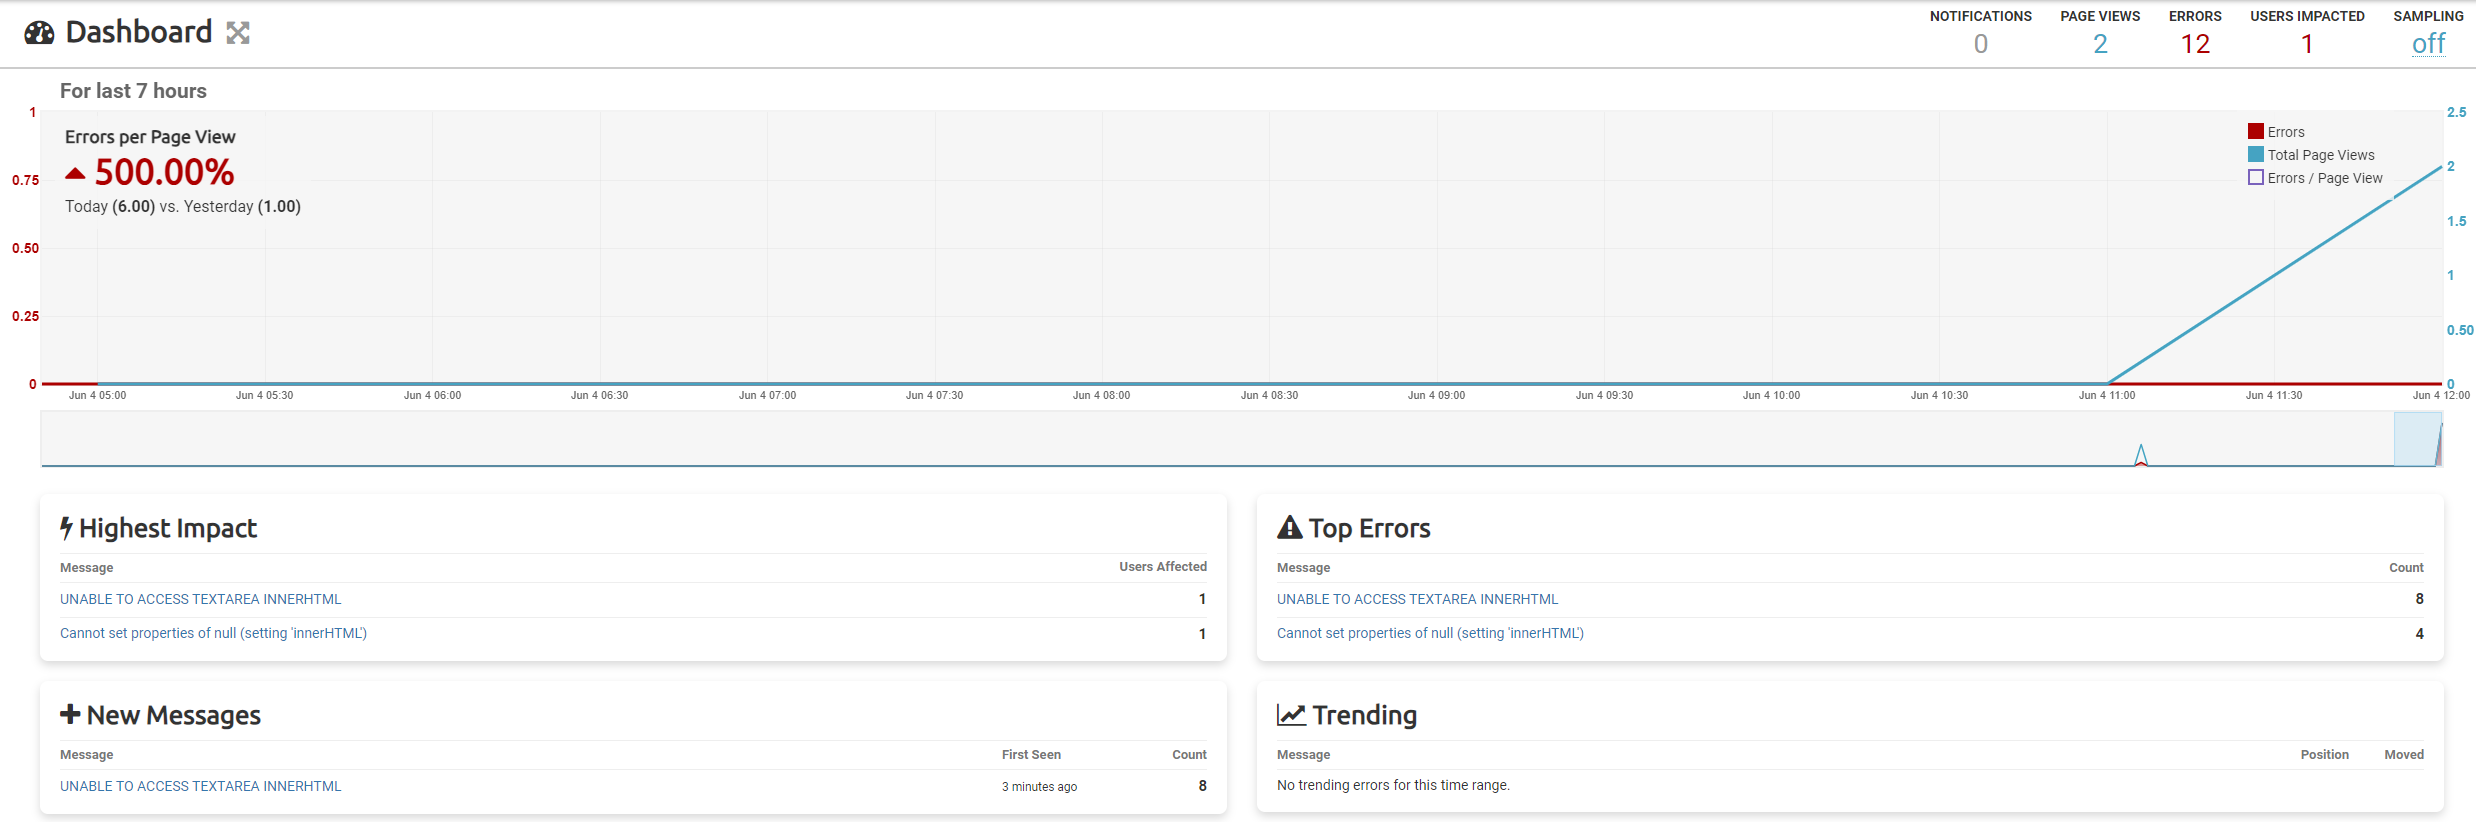 Dashboard
NOTIFICATIONS PAGE VIEWS ERRORS USERS IMPACTED SAMPLING
0 2 12 1 off
For last 7 hours
1 2.5
Errors per Page View
500.00%
Today (6.00) vs. Yesterday (1.00)
Errors
Total Page Views
Errors / Page View
0.75
0.50
0.25
0
2
1.5
1
0.50
0
Jun 4 05:00 Jun 4 05:30 Jun 4 06:00 Jun 4 06:30 Jun 4 07:00 Jun 4 07:30 Jun 4 08:00 Jun 4 08:30 Jun 4 09:00 Jun 4 09:30 Jun 4 10:00 Jun 4 10:30 Jun 4 11:00 Jun 4 11:30 Jun 4 12:00
Highest Impact
Message Users Affected
UNABLE TO ACCESS TEXTAREA INNERHTML 1
Cannot set properties of null (setting 'innerHTML') 1
Top Errors
Message Count
UNABLE TO ACCESS TEXTAREA INNERHTML 8
Cannot set properties of null (setting 'innerHTML') 4
New Messages
Message First Seen Count
UNABLE TO ACCESS TEXTAREA INNERHTML 3 minutes ago 8
Trending
Message Position Moved
No trending errors for this time range.